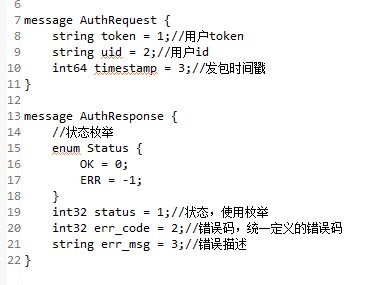 6
7 message AuthRequest {
8     string token = 1;//用户token
9     string uid = 2;//用户id
10     int64 timestamp = 3;//发包时间戳
11 }
12
13 message AuthResponse {
14     //状态枚举
15     enum Status {
16         OK = 0;
17         ERR = -1;
18     }
19     int32 status = 1;//状态，使用枚举
20     int32 err_code = 2;//错误码，统一定义的错误码
21     string err_msg = 3;//错误描述
22 }